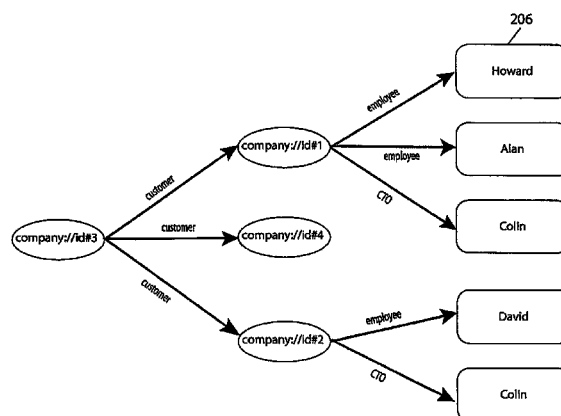 206
Howard
employee
company://id#1
employee
Alan
customer
CTO
Colin
company://id#3
customer
company://id#4
customer
David
employee
company://id#2
CTO
Colin